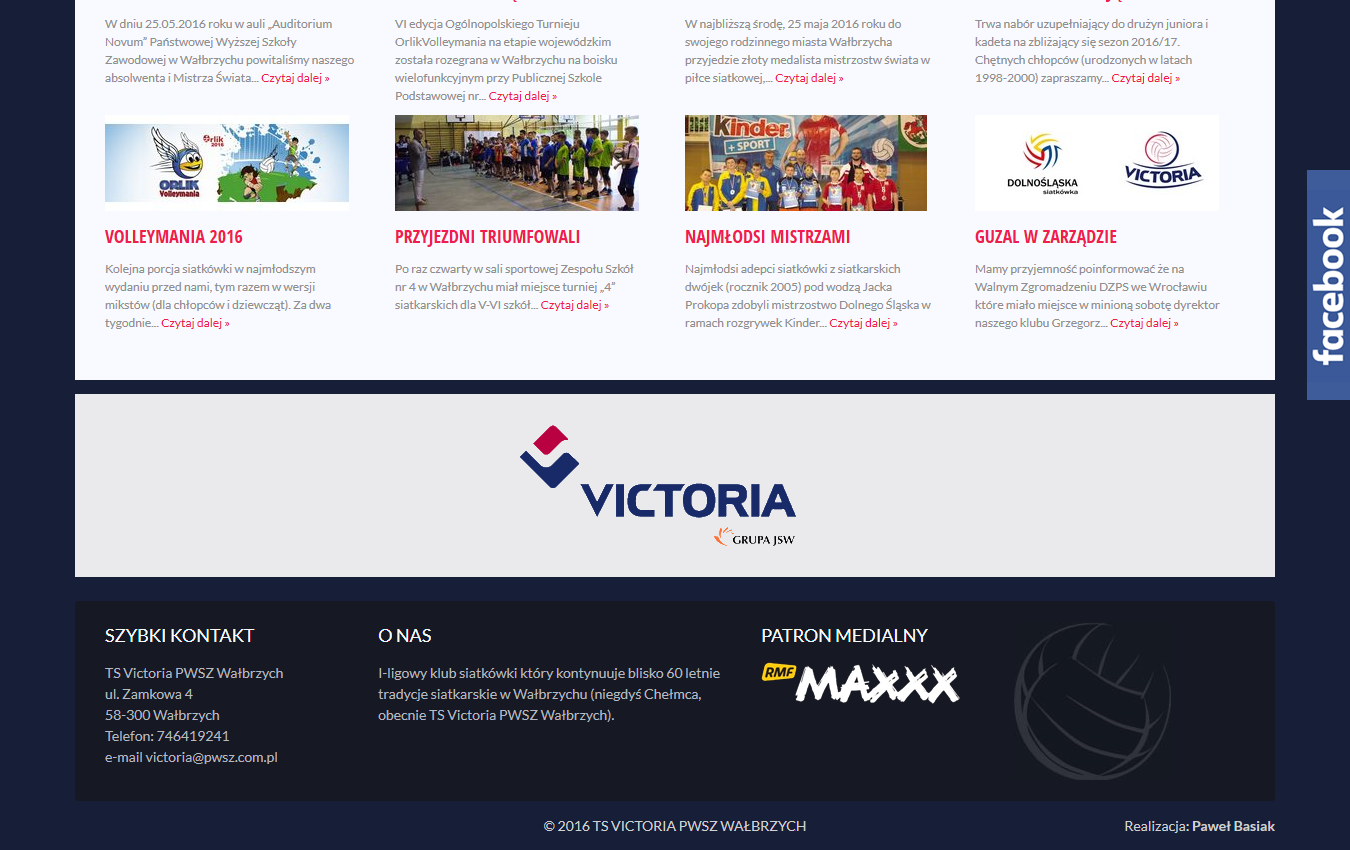 W dniu 25.05.2016 roku w auli „Auditorium
Novum” Państwowej Wyższej Szkoły
Zawodowej w Wałbrzychu powitaliśmy naszego
absolwenta i Mistrza Świata... Czytaj dalej »
VI edycja Ogólnopolskiego Turnieju
OrlikVolleymania na etapie wojewódzkim
została rozegrana w Wałbrzychu na boisku
wielofunkcyjnym przy Publicznej Szkole
Podstawowej nr... Czytaj dalej »
W najbliższą środę, 25 maja 2016 roku do
swojego rodzinnego miasta Wałbrzycha
przyjedzie złoty medalista mistrzostw świata w
piłce siatkowej,... Czytaj dalej »
Trwa nabór uzupełniający do drużyn juniora i
kadeta na zbliżający się sezon 2016/17.
Chętnych chłopców (urodzonych w latach
1998-2000) zapraszamy... Czytaj dalej »
Orlik
2016
ORLIK
Volleymania
Kinder
+ SPORT
DOLNOŚLĄSKA
siatkówka
VICTORIA
VOLLEYMANIA 2016
Kolejna porcja siatkówki w najmłodszym
wydaniu przed nami, tym razem w wersji
mikstów (dla chłopców i dziewcząt). Za dwa
tygodnie... Czytaj dalej »
PRZYJEZDNI TRIUMFOWALI
Po raz czwarty w sali sportowej Zespołu Szkół
nr 4 w Wałbrzychu miał miejsce turniej „4”
siatkarskich dla V-VI szkół... Czytaj dalej »
NAJMŁODSI MISTRZAMI
Najmłodsi adepci siatkówki z siatkarskich
dwójek (rocznik 2005) pod wodzą Jacka
Prokopa zdobyli mistrzostwo Dolnego Śląska w
ramach rozgrywek Kinder... Czytaj dalej »
GUZAL W ZARZĄDZIE
Mamy przyjemność poinformować że na
Walnym Zgromadzeniu DZPS we Wrocławiu
które miało miejsce w minioną sobotę dyrektor
naszego klubu Grzegorz... Czytaj dalej »
facebook
VICTORIA
GRUPA JSW
SZYBKI KONTAKT
TS Victoria PWSZ Wałbrzych
ul. Zamkowa 4
58-300 Wałbrzych
Telefon: 746419241
e-mail victoria@pwsz.com.pl
O NAS
I-ligowy klub siatkówki który kontynuuje blisko 60 letnie
tradycje siatkarskie w Wałbrzychu (niegdyś Chełmca,
obecnie TS Victoria PWSZ Wałbrzych).
PATRON MEDIALNY
RMF
MAXXX
© 2016 TS VICTORIA PWSZ WAŁBRZYCH
Realizacja: Paweł Basiak